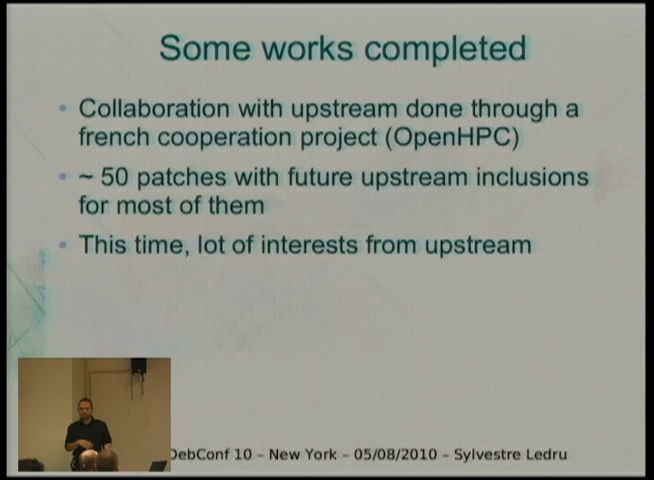 Some works completed
Collaboration with upstream done through a
french cooperation project (OpenHPC)
~ 50 patches with future upstream inclusions
for most of them
This time, lot of interests from upstream
DebConf 10 – New York – 05/08/2010 – Sylvestre Ledru